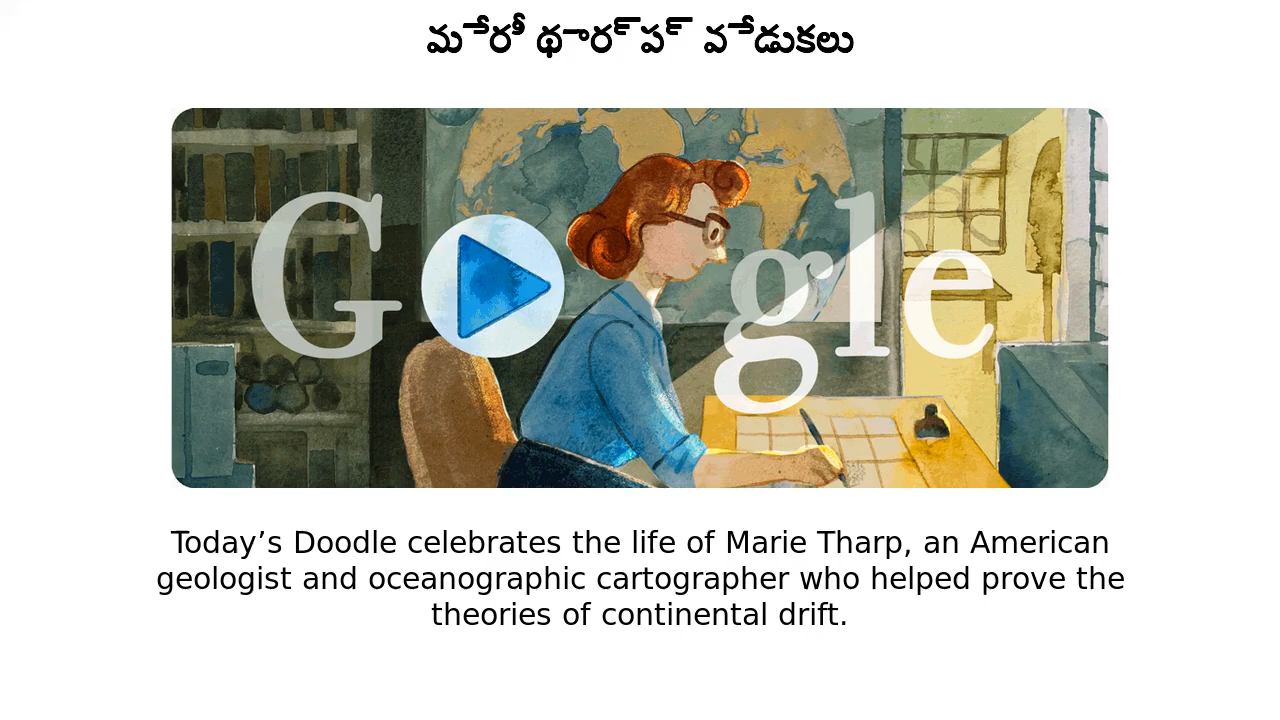 మేరీ థార్ప్ వేడుకలు
Google
Today’s Doodle celebrates the life of Marie Tharp, an American
geologist and oceanographic cartographer who helped prove the
theories of continental drift.